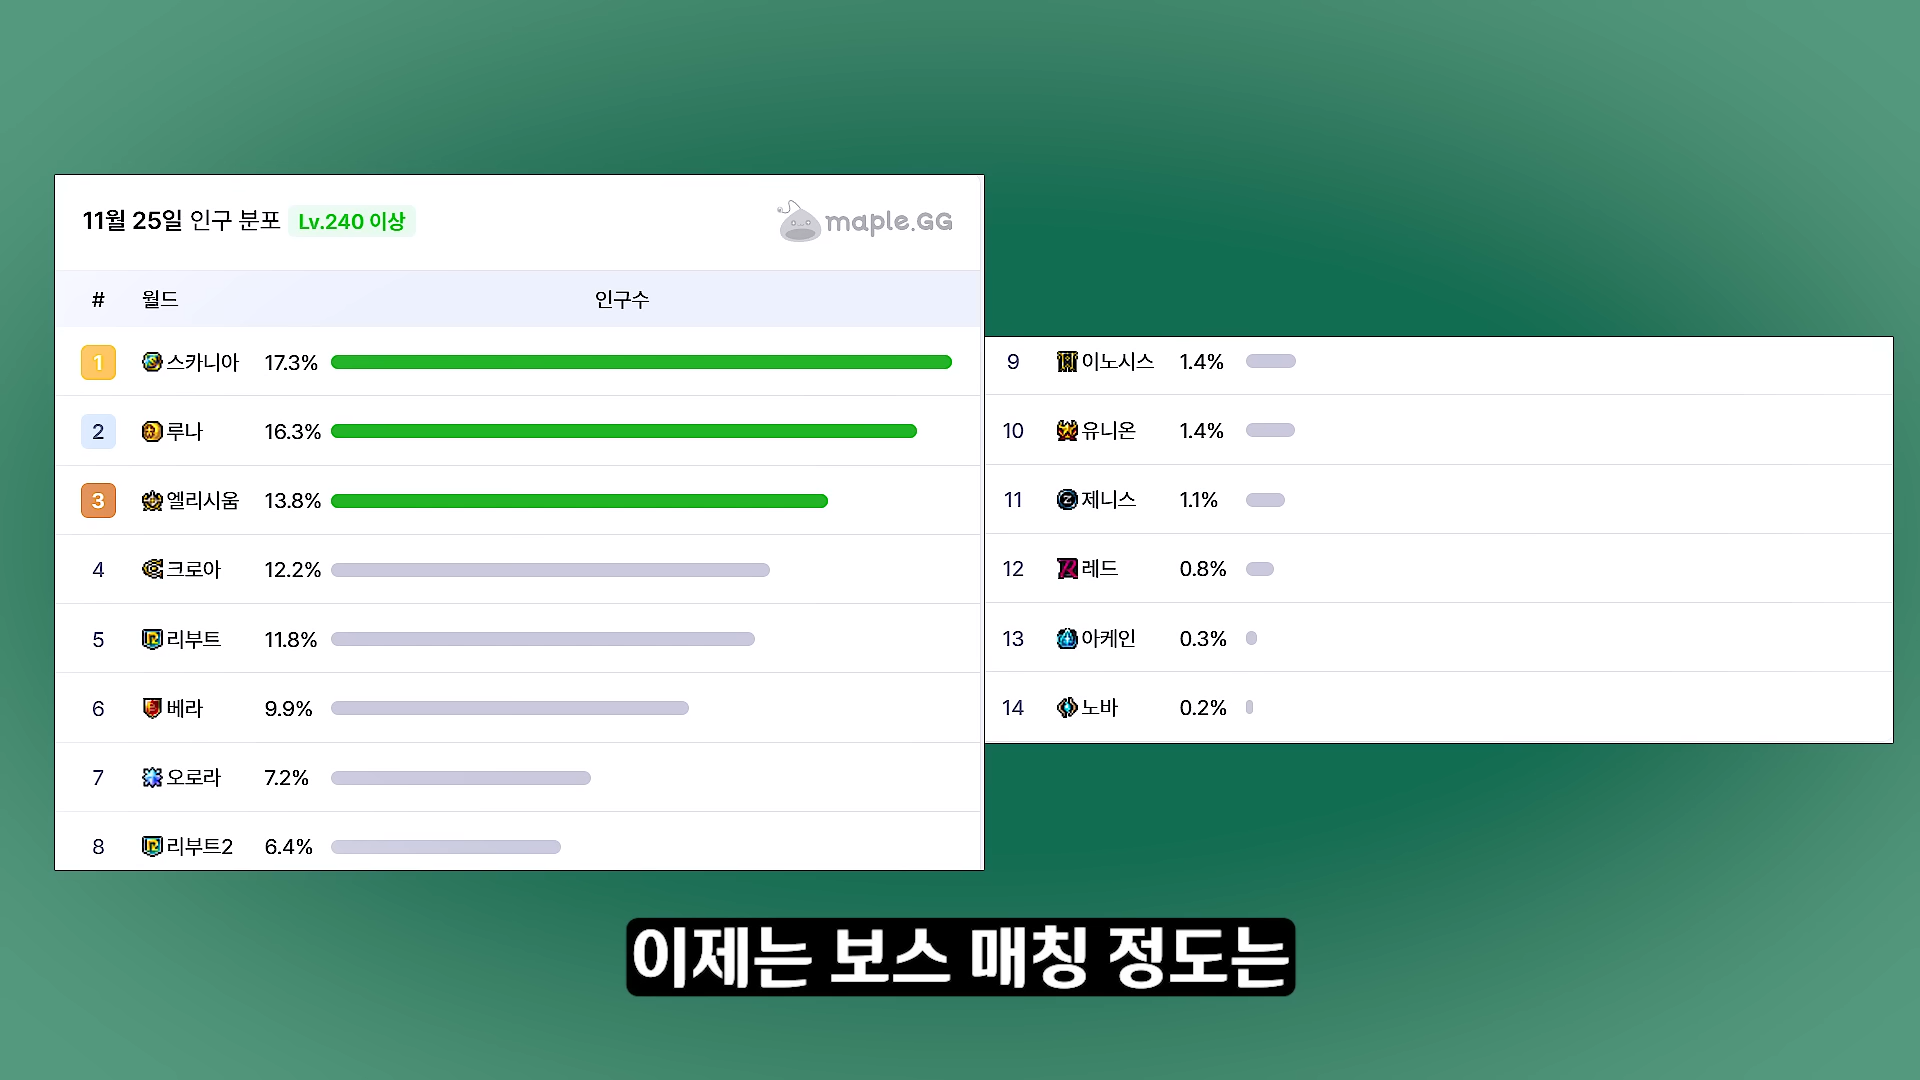 11월 25일 인구 분포 Lv.240 이상
maple.GG
# 월드 인구수
1 스카니아 17.3%
2 루나 16.3%
3 엘리시움 13.8%
4 크로아 12.2%
5 리부트 11.8%
6 베라 9.9%
7 오로라 7.2%
8 리부트2 6.4%
9 이노시스 1.4%
10 유니온 1.4%
11 제니스 1.1%
12 레드 0.8%
13 아케인 0.3%
14 노바 0.2%
이제는 보스 매칭 정도는